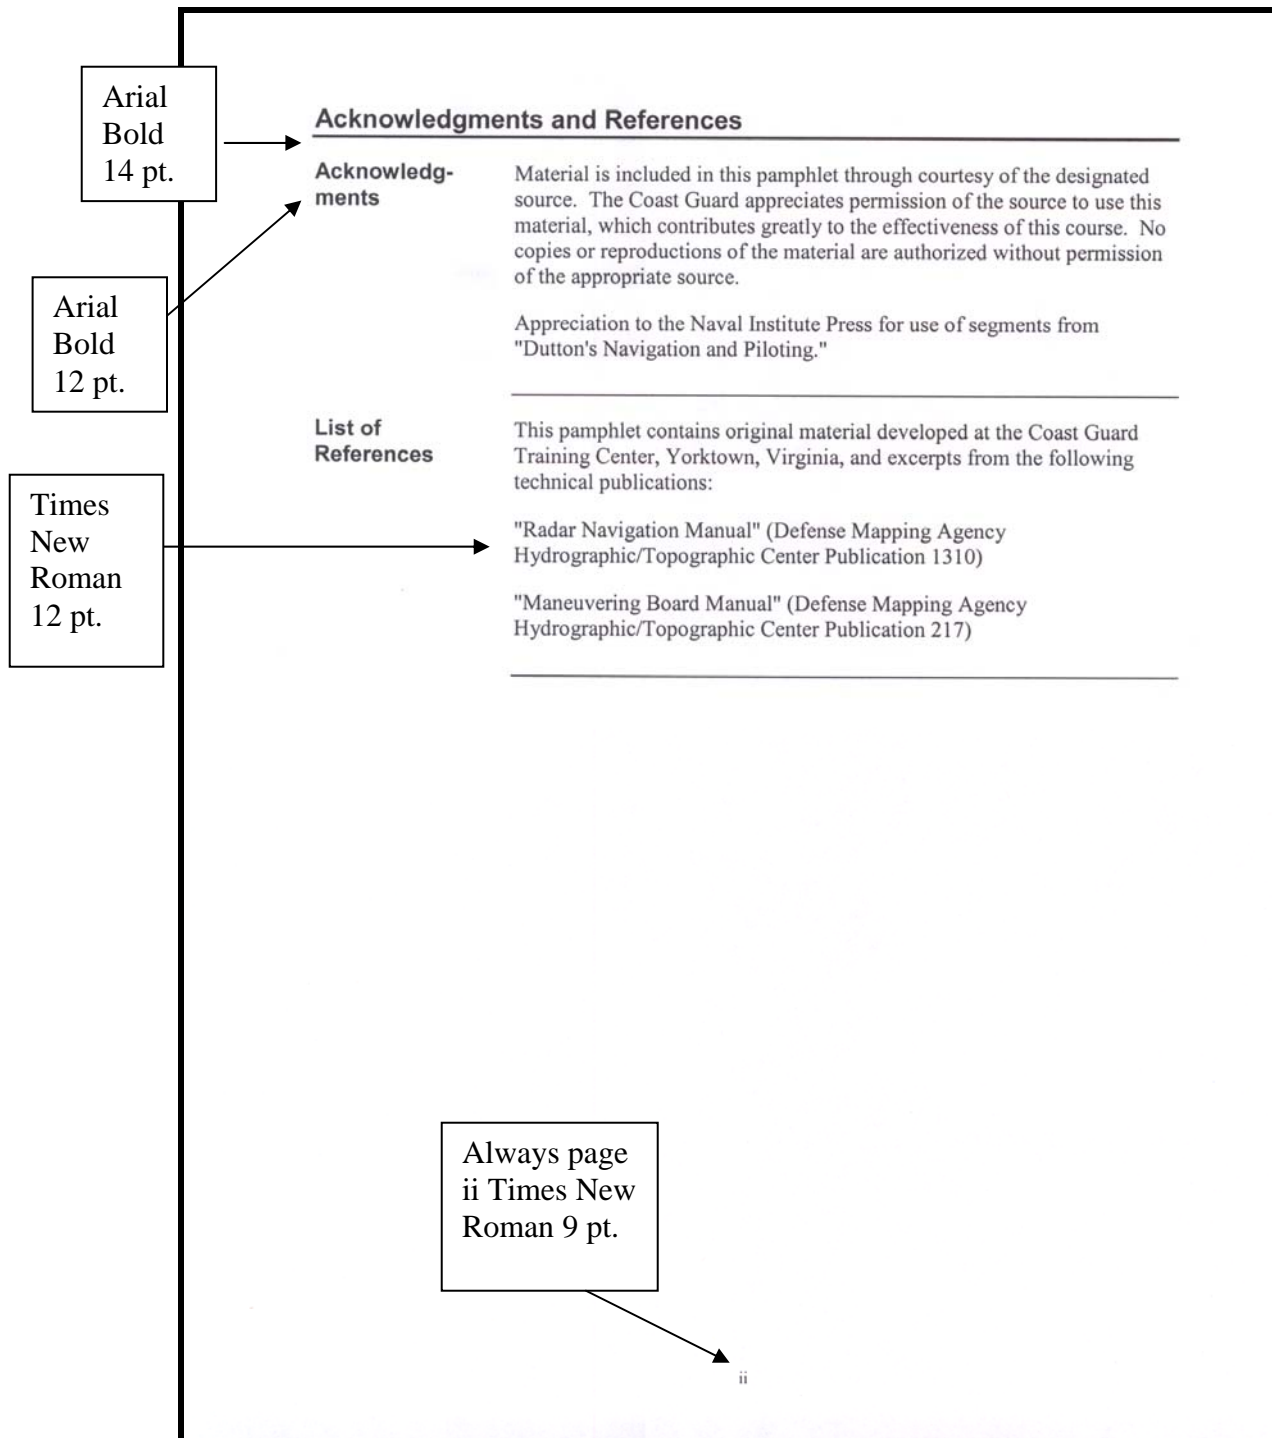 Arial
Bold
14 pt.
Acknowledgments and References
Acknowledg-
ments
Material is included in this pamphlet through courtesy of the designated
source.  The Coast Guard appreciates permission of the source to use this
material, which contributes greatly to the effectiveness of this course.  No
copies or reproductions of the material are authorized without permission
of the appropriate source.
Arial
Bold
12 pt.
Appreciation to the Naval Institute Press for use of segments from
"Dutton's Navigation and Piloting."
List of
References
This pamphlet contains original material developed at the Coast Guard
Training Center, Yorktown, Virginia, and excerpts from the following
technical publications:
Times
New
Roman
12 pt.
"Radar Navigation Manual" (Defense Mapping Agency
Hydrographic/Topographic Center Publication 1310)
"Maneuvering Board Manual" (Defense Mapping Agency
Hydrographic/Topographic Center Publication 217)
Always page
ii Times New
Roman 9 pt.
ii